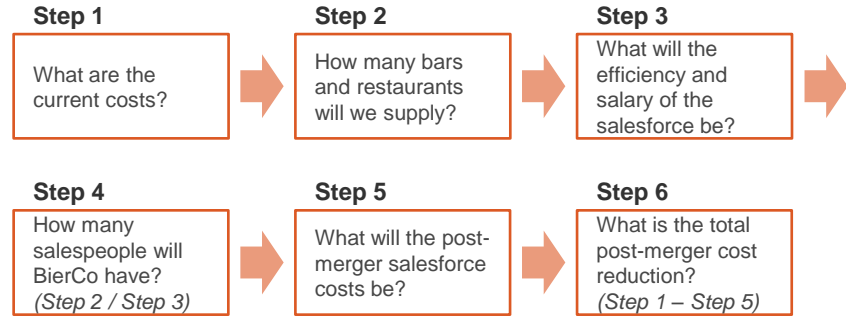 Step 1
What are the
current costs?
Step 2
How many bars
and restaurants
will we supply?
Step 3
What will the
efficiency and
salary of the
salesforce be?
Step 4
How many
salespeople will
BierCo have?
(Step 2 / Step 3)
Step 5
What will the post-
merger salesforce
costs be?
Step 6
What is the total
post-merger cost
reduction?
(Step 1 – Step 5)